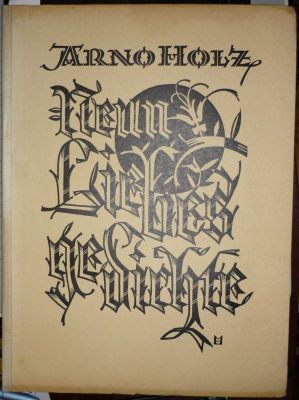 ARNO HOLZ
Neun
Liebes
gedichte